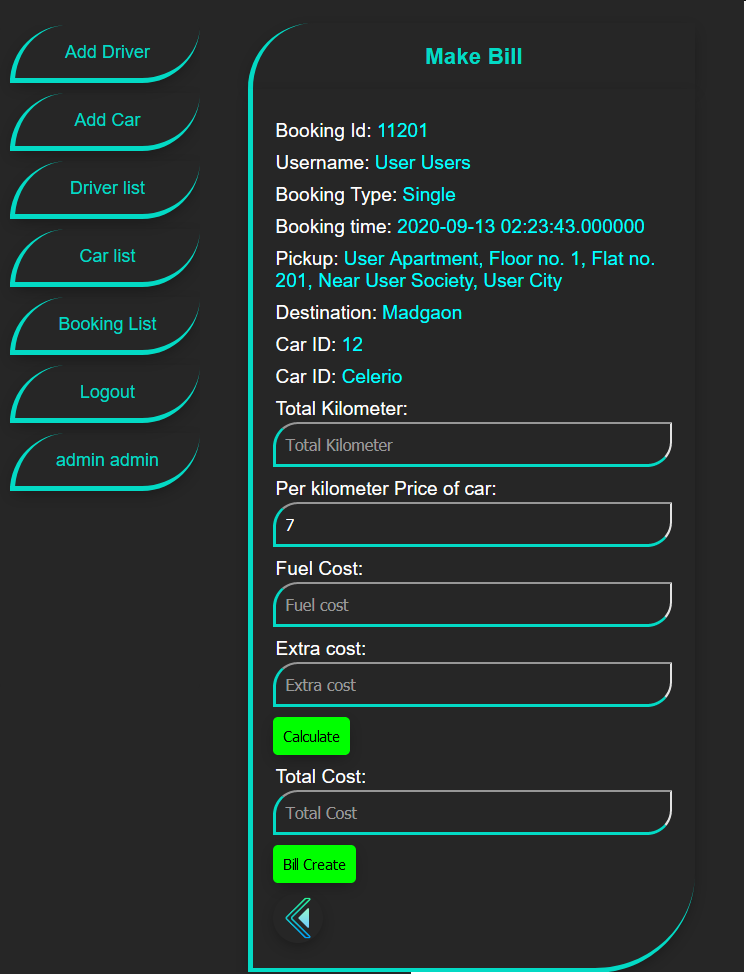 Add Driver
Add Car
Driver list
Car list
Booking List
Logout
admin admin
Make Bill
Booking Id: 11201
Username: User Users
Booking Type: Single
Booking time: 2020-09-13 02:23:43.000000
Pickup: User Apartment, Floor no. 1, Flat no.
201, Near User Society, User City
Destination: Madgaon
Car ID: 12
Car ID: Celerio
Total Kilometer:
Total Kilometer
Per kilometer Price of car:
7
Fuel Cost:
Fuel cost
Extra cost:
Extra cost
Calculate
Total Cost:
Total Cost
Bill Create